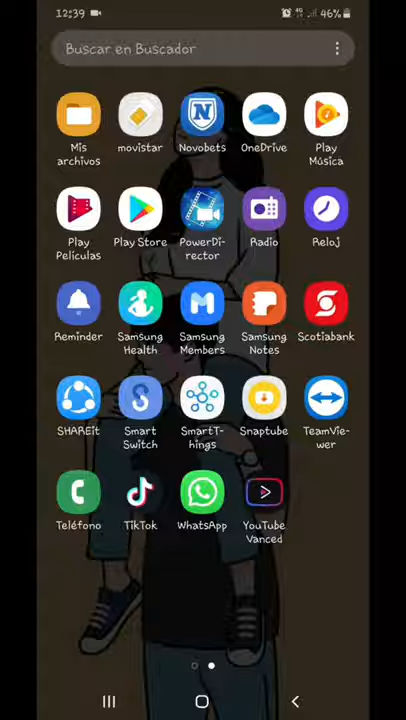 12:39 46%
Buscar en Buscador
Mis archivos
movistar
Novobets
OneDrive
Play Música
Play Películas
Play Store
PowerDi-rector
Radio
Reloj
Reminder
Samsung Health
Samsung Members
Samsung Notes
Scotiabank
SHAREit
Smart Switch
SmartT-hings
Snaptube
TeamVie-wer
Teléfono
TikTok
WhatsApp
YouTube Vanced